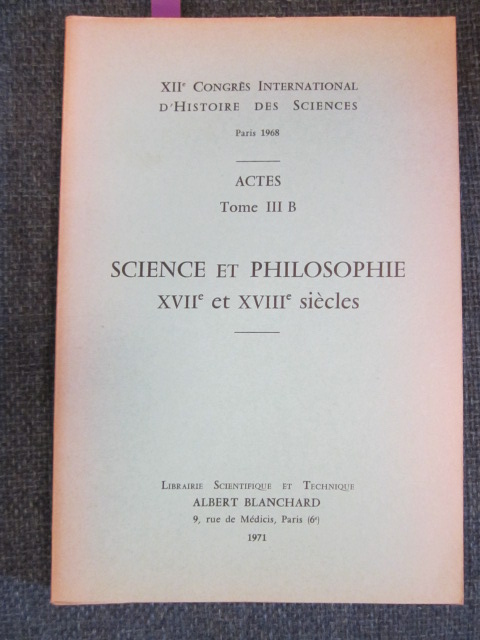 XIIᵉ CONGRÈS INTERNATIONAL
D'HISTOIRE DES SCIENCES
Paris 1968
ACTES
Tome III B
SCIENCE ET PHILOSOPHIE
XVIIᵉ et XVIIIᵉ siècles
LIBRAIRIE SCIENTIFIQUE ET TECHNIQUE
ALBERT BLANCHARD
9, rue de Médicis, Paris (6ᵉ)
1971